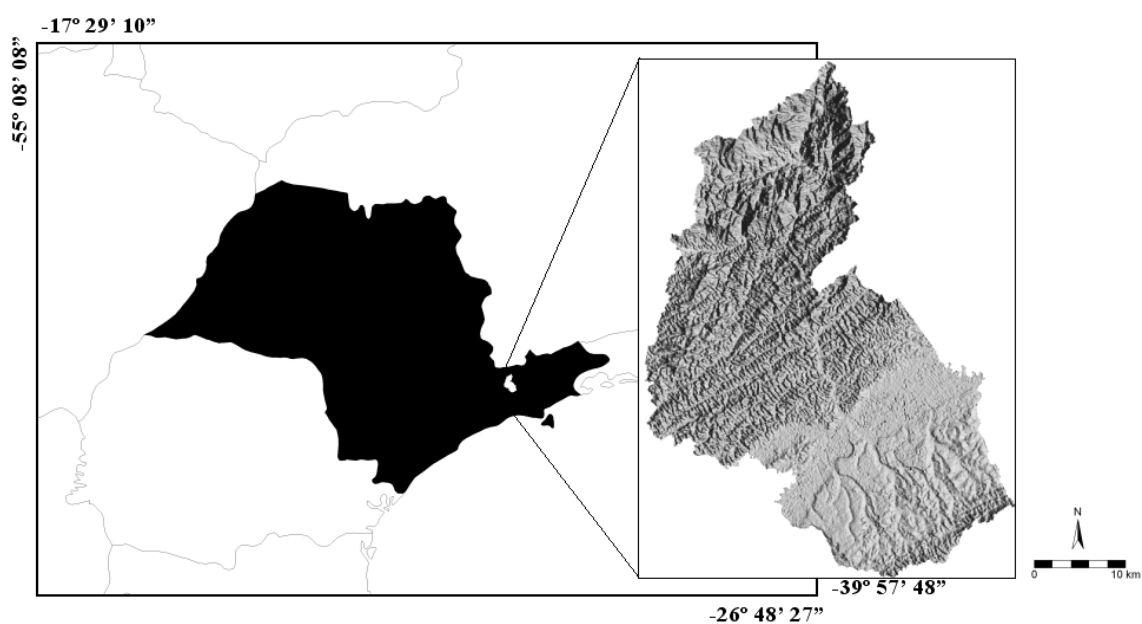 -17º 29’ 10”
-55º 08’ 08”
N
0 10 km
-39º 57’ 48”
-26º 48’ 27”